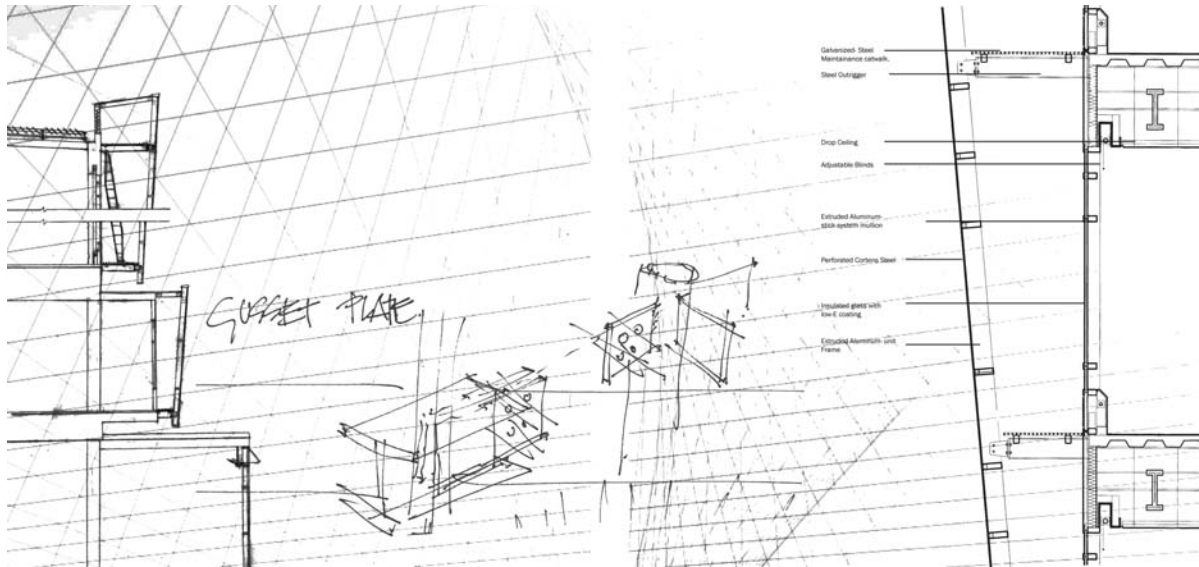 GUSSET PLATE
Galvanized- Steel
Maintainance catwalk.
Steel Outrigger
Drop Ceiling
Adjustable Blinds
Extruded Aluminum-
stick-system mullion
Perforated Cortens Steel
Insulated glass with
low-E coating
Extruded Aluminum- unit
Frame